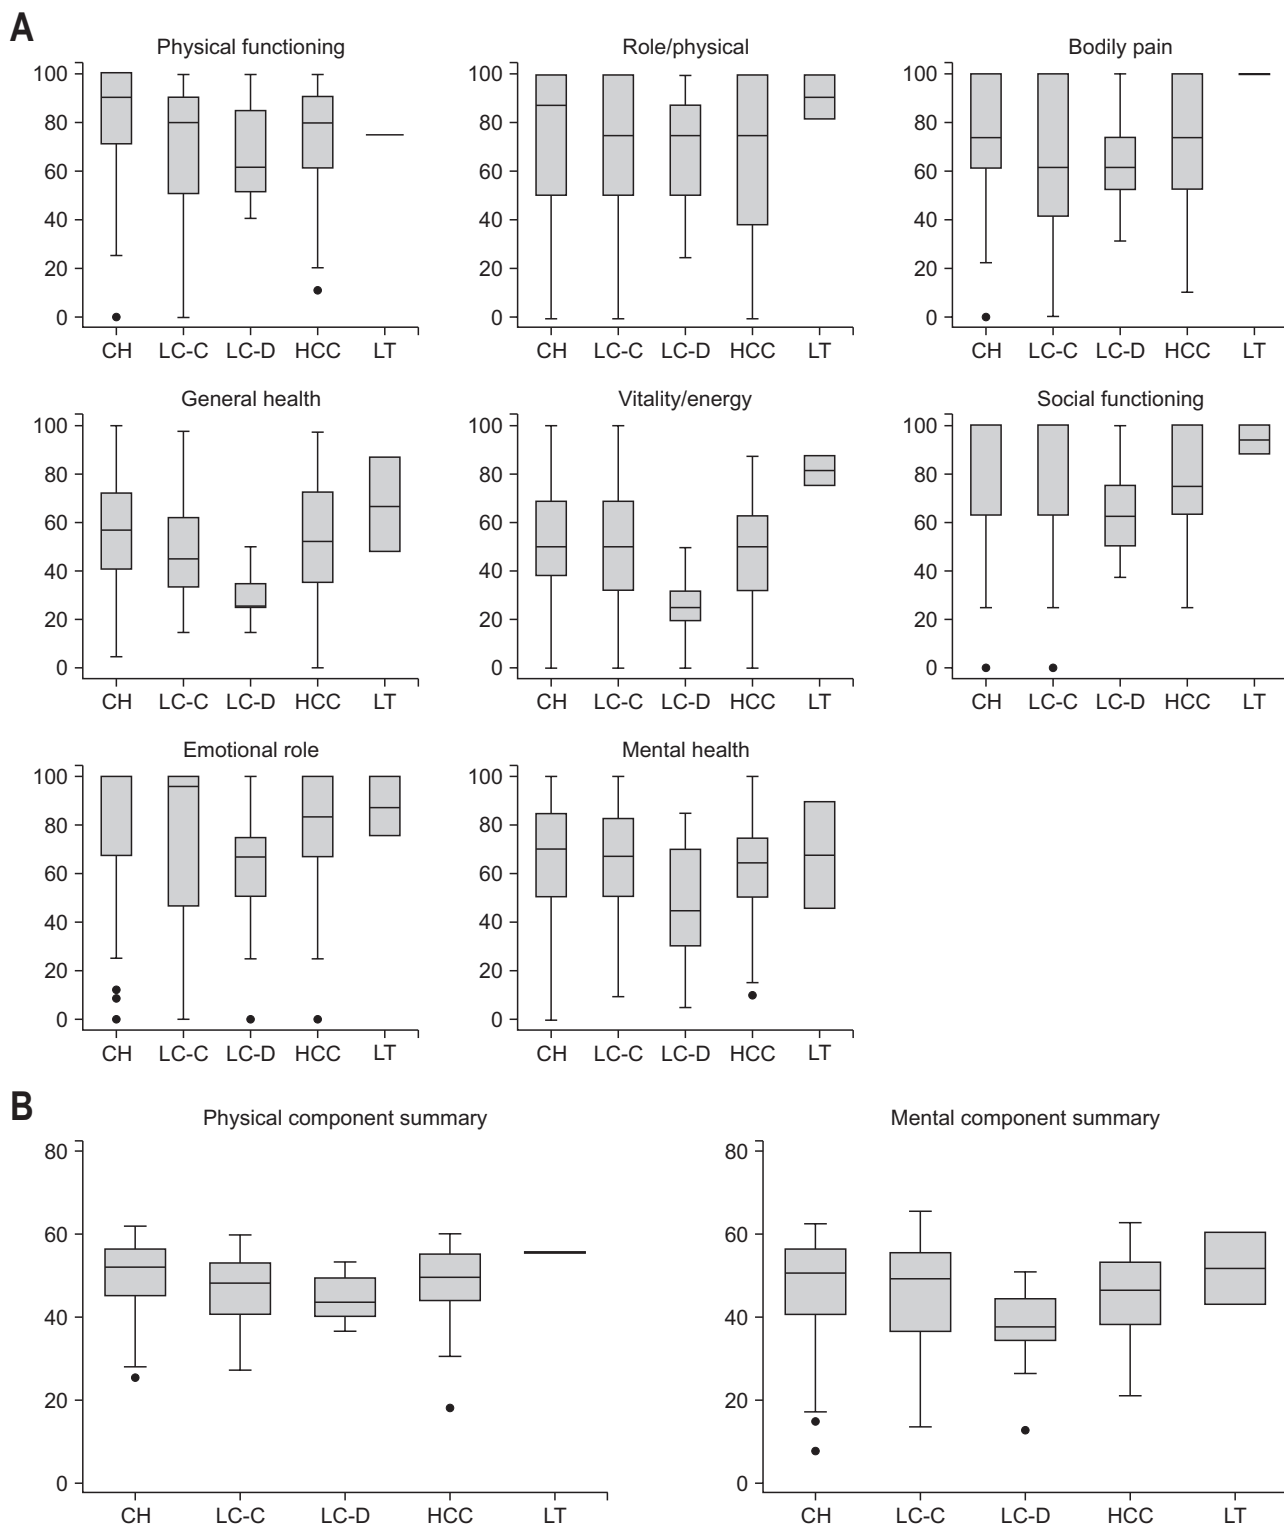 A
Physical functioning
Role/physical
Bodily pain
100
80
60
40
20
0
CH LC-C LC-D HCC LT
100
80
60
40
20
0
CH LC-C LC-D HCC LT
100
80
60
40
20
0
CH LC-C LC-D HCC LT
General health
Vitality/energy
Social functioning
100
80
60
40
20
0
CH LC-C LC-D HCC LT
100
80
60
40
20
0
CH LC-C LC-D HCC LT
100
80
60
40
20
0
CH LC-C LC-D HCC LT
Emotional role
Mental health
100
80
60
40
20
0
CH LC-C LC-D HCC LT
100
80
60
40
20
0
CH LC-C LC-D HCC LT
B
Physical component summary
Mental component summary
80
60
40
20
0
CH LC-C LC-D HCC LT
80
60
40
20
0
CH LC-C LC-D HCC LT